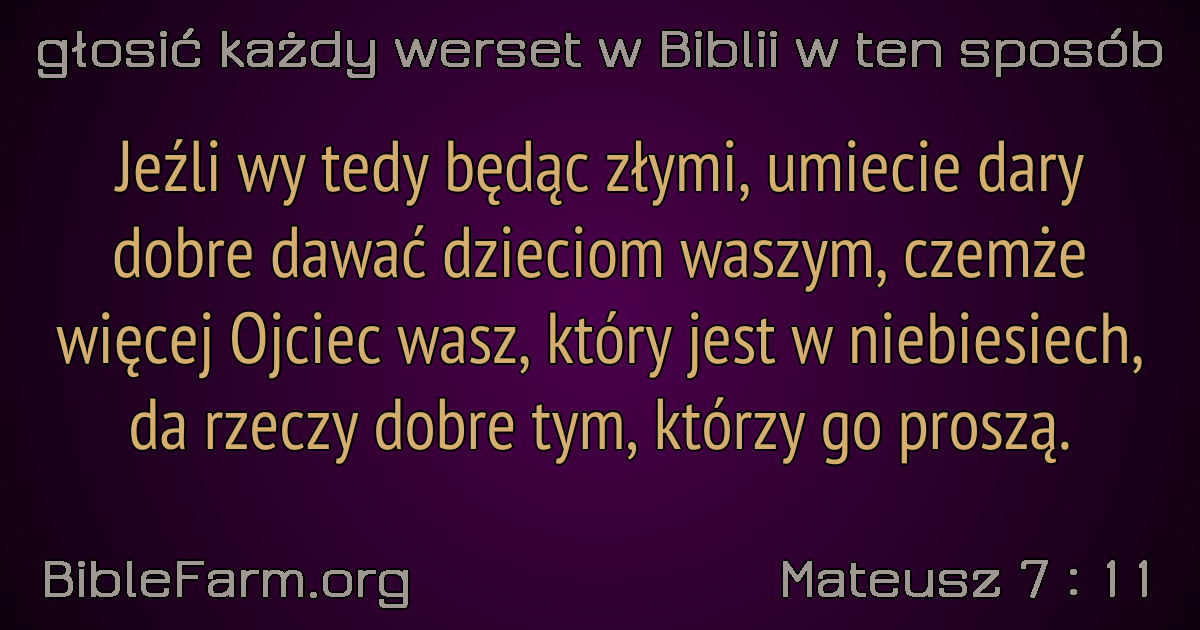 głosić każdy werset w Biblii w ten sposób
Jeźli wy tedy będąc złymi, umiecie dary
dobre dawać dzieciom waszym, czemże
więcej Ojciec wasz, który jest w niebiesiech,
da rzeczy dobre tym, którzy go proszą.
BibleFarm.org
Mateusz 7 : 11